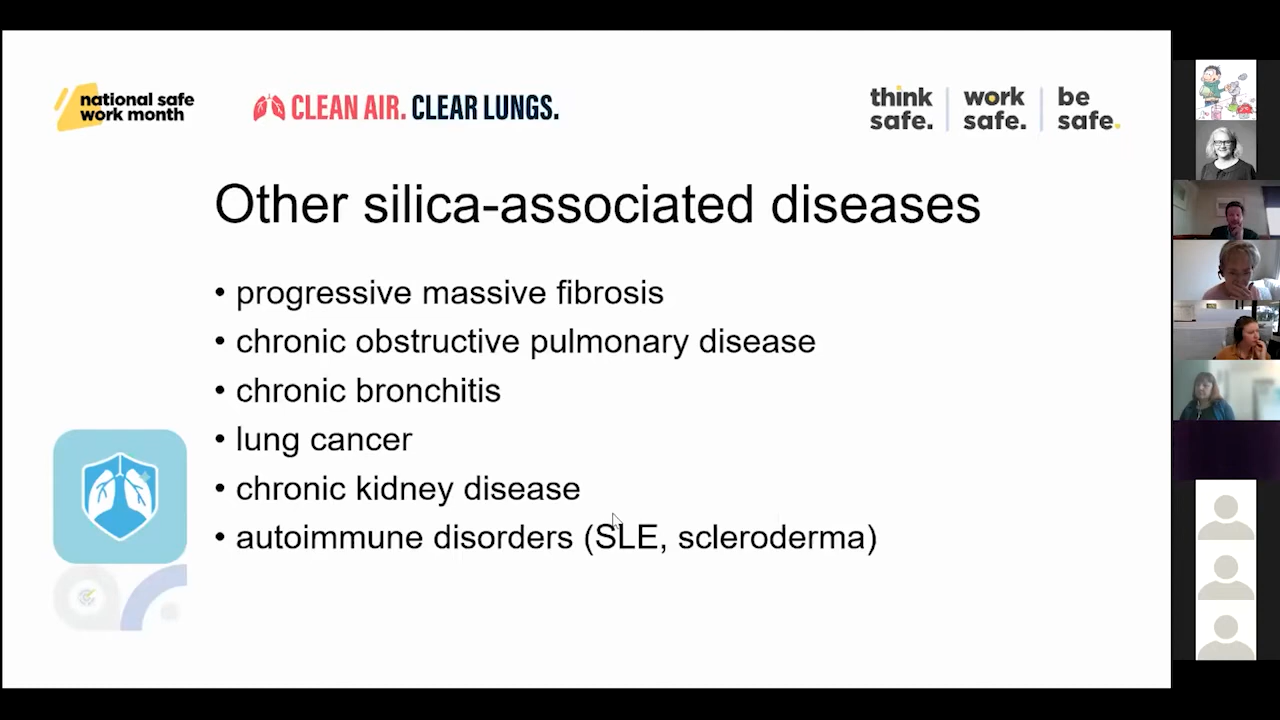 national safe
work month
CLEAN AIR. CLEAR LUNGS.
think
safe.
work
safe.
be
safe.
Other silica-associated diseases
• progressive massive fibrosis
• chronic obstructive pulmonary disease
• chronic bronchitis
• lung cancer
• chronic kidney disease
• autoimmune disorders (SLE, scleroderma)